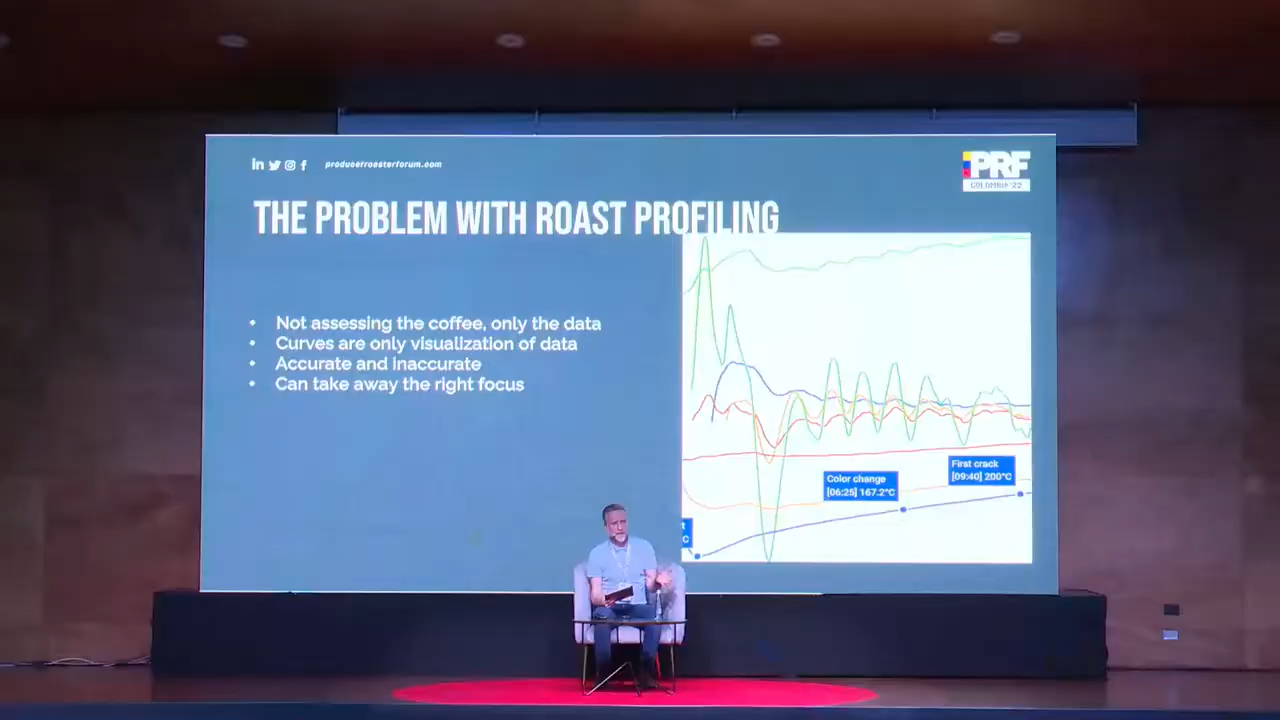 in
f
producerroasterforum.com
PRF
COLOMBIA '22
THE PROBLEM WITH ROAST PROFILING
• Not assessing the coffee, only the data
• Curves are only visualization of data
• Accurate and inaccurate
• Can take away the right focus
First crack
[09:40] 200°C
Color change
[06:25] 167.2°C
t
C